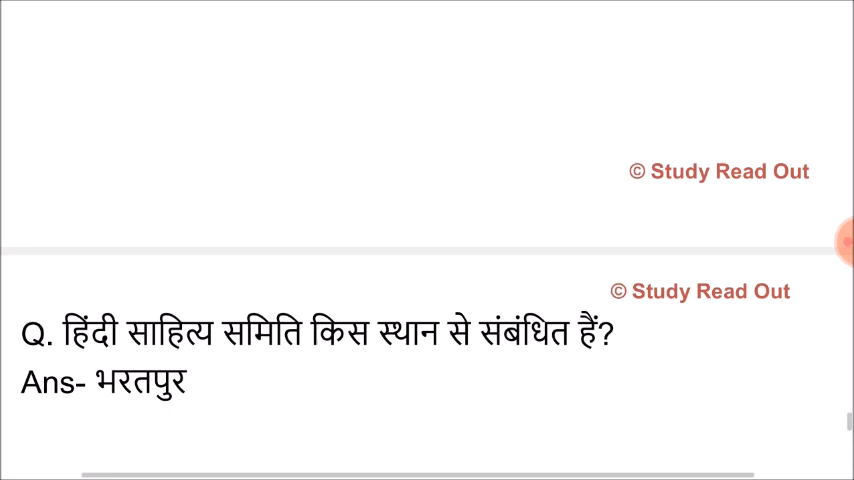 © Study Read Out
© Study Read Out
Q. हिंदी साहित्य समिति किस स्थान से संबंधित हैं?
Ans- भरतपुर